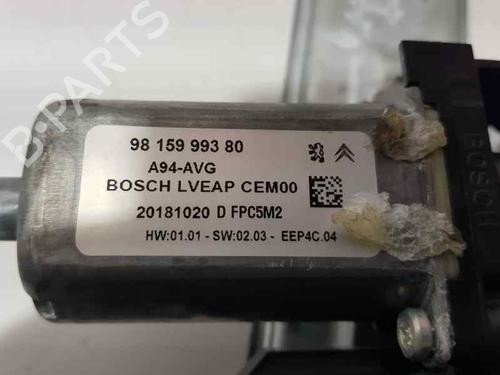 B-PARTS
98 159 993 80
A94-AVG
BOSCH LVEAP CEM00
20181020 D FPC5M2
HW:01.01 - SW:02.03 - EEP4C.04
BOSCH